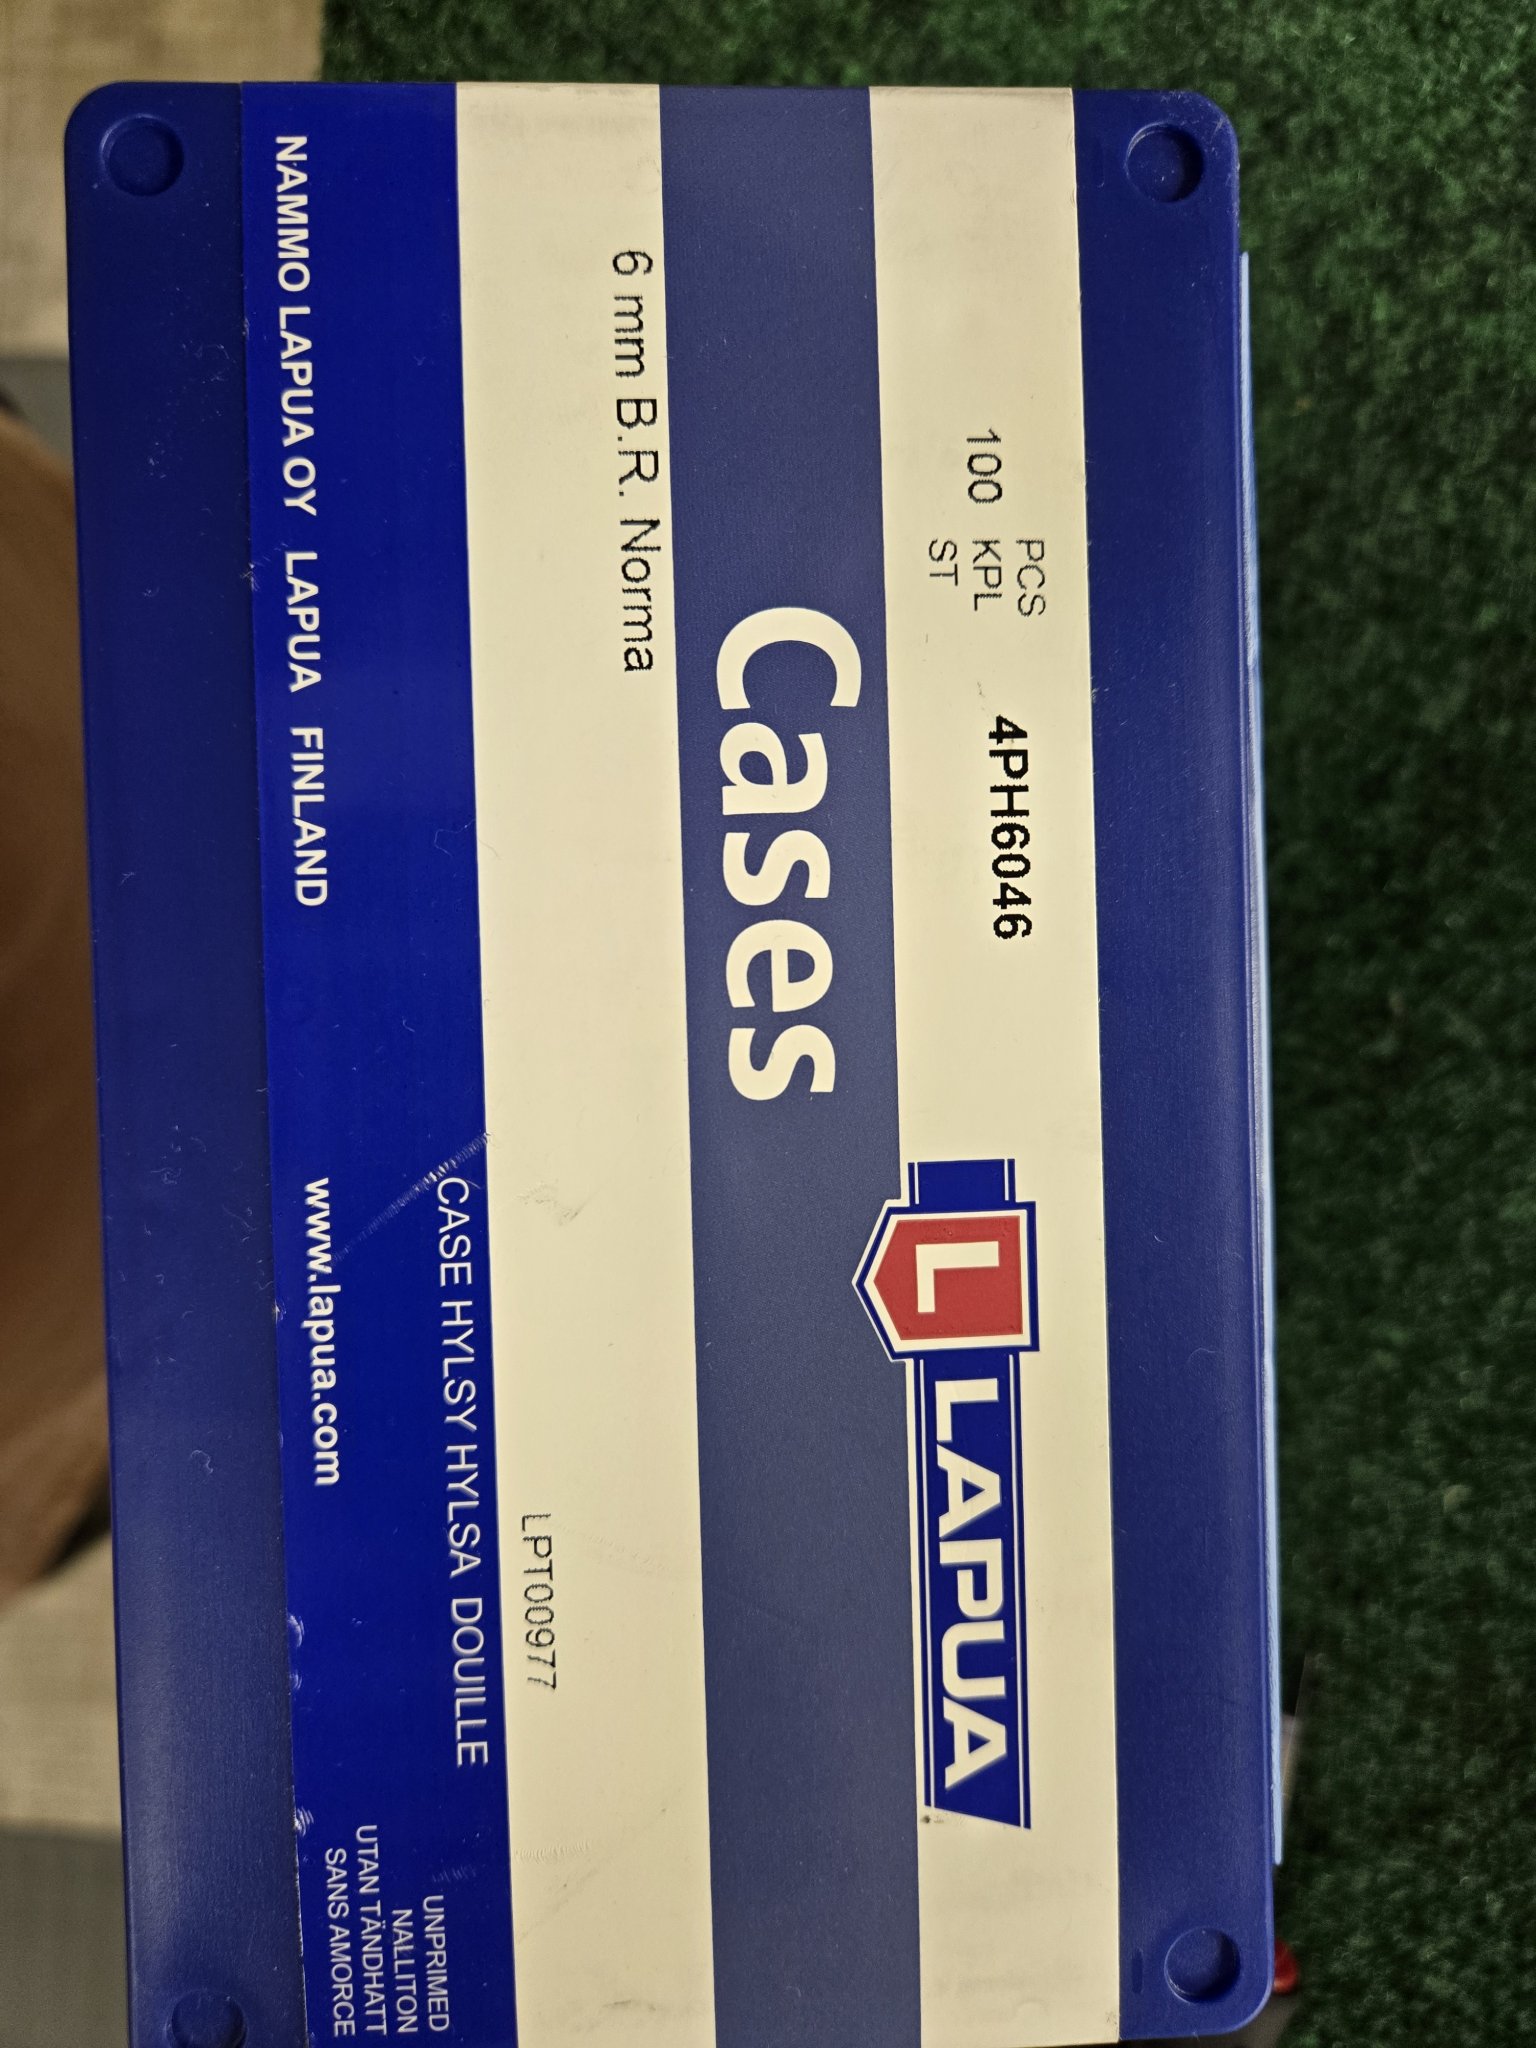 100 PCS
KPL
ST
4PH6046
L LAPUA
Cases
6 mm B.R. Norma
LPT00977
CASE HYLSY HYLSA DOUILLE
NAMMO LAPUA OY LAPUA FINLAND
www.lapua.com
UNPRIMED
NALLITON
UTAN TÄNDHATT
SANS AMORCE